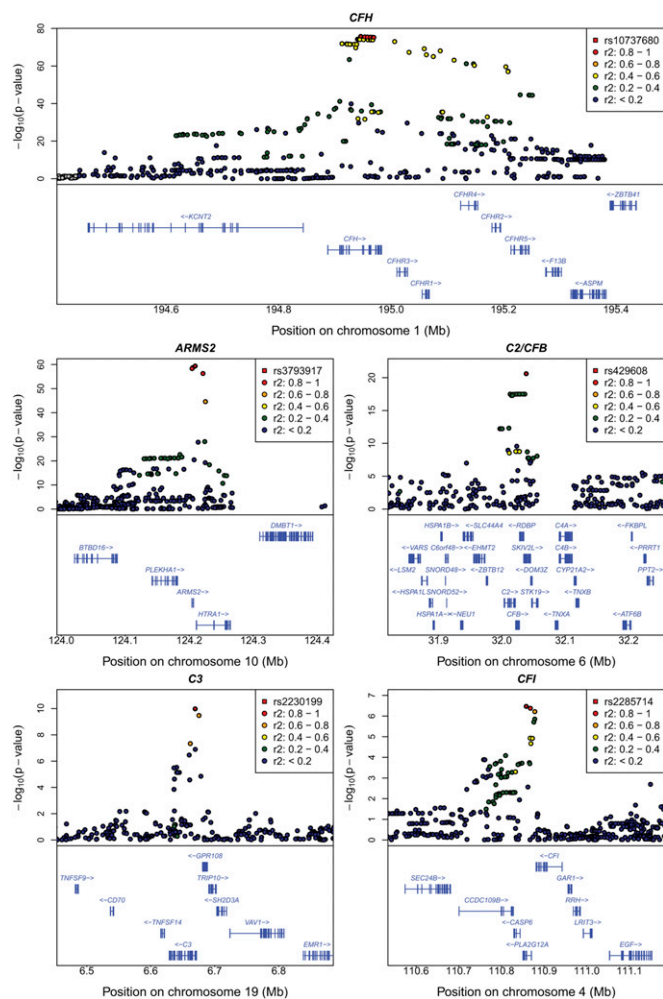 CFH
−log10(p−value)
0 20 40 60 80
rs10737680
r2: 0.8 − 1
r2: 0.6 − 0.8
r2: 0.4 − 0.6
r2: 0.2 − 0.4
r2: < 0.2
CFHR4−> <−ZBTB41
<−KCNT2 CFHR2−>
CFH−> CFHR5−>
CFHR3−> <−F13B
CFHR1−> <−ASPM
194.6 194.8 195.0 195.2 195.4
Position on chromosome 1 (Mb)
ARMS2
−log10(p−value)
0 10 20 30 40 50 60
rs3793917
r2: 0.8 − 1
r2: 0.6 − 0.8
r2: 0.4 − 0.6
r2: 0.2 − 0.4
r2: < 0.2
DMBT1−>
BTBD16−>
PLEKHA1−>
ARMS2−>
HTRA1−>
124.0 124.1 124.2 124.3 124.4
Position on chromosome 10 (Mb)
C2/CFB
−log10(p−value)
0 5 10 15 20
rs429608
r2: 0.8 − 1
r2: 0.6 − 0.8
r2: 0.4 − 0.6
r2: 0.2 − 0.4
r2: < 0.2
HSPA1B−> <−SLC44A4 <−RDBP C4A−> <−FKBPL
<−VARS C6orf48−> <−EHMT2 SKIV2L−> C4B−> <−PRRT1
<−LSM2 SNORD48−> <−ZBTB12 <−DOM3Z CYP21A2−> PPT2−>
<−HSPA1L SNORD52−> C2−> STK19−> <−TNXB
HSPA1A−> <−NEU1 CFB−> <−TNXA <−ATF6B
31.9 32.0 32.1 32.2
Position on chromosome 6 (Mb)
C3
−log10(p−value)
0 2 4 6 8 10
rs2230199
r2: 0.8 − 1
r2: 0.6 − 0.8
r2: 0.4 − 0.6
r2: 0.2 − 0.4
r2: < 0.2
<−GPR108
TNFSF9−> TRIP10−>
<−CD70 <−SH2D3A
<−TNFSF14 VAV1−>
<−C3 EMR1−>
6.5 6.6 6.7 6.8
Position on chromosome 19 (Mb)
CFI
−log10(p−value)
0 1 2 3 4 5 6 7
rs2285714
r2: 0.8 − 1
r2: 0.6 − 0.8
r2: 0.4 − 0.6
r2: 0.2 − 0.4
r2: < 0.2
<−CFI
SEC24B−> GAR1−>
CCDC109B−> RRH−>
<−CASP6 LRIT3−>
<−PLA2G12A EGF−>
110.6 110.7 110.8 110.9 111.0 111.1
Position on chromosome 4 (Mb)